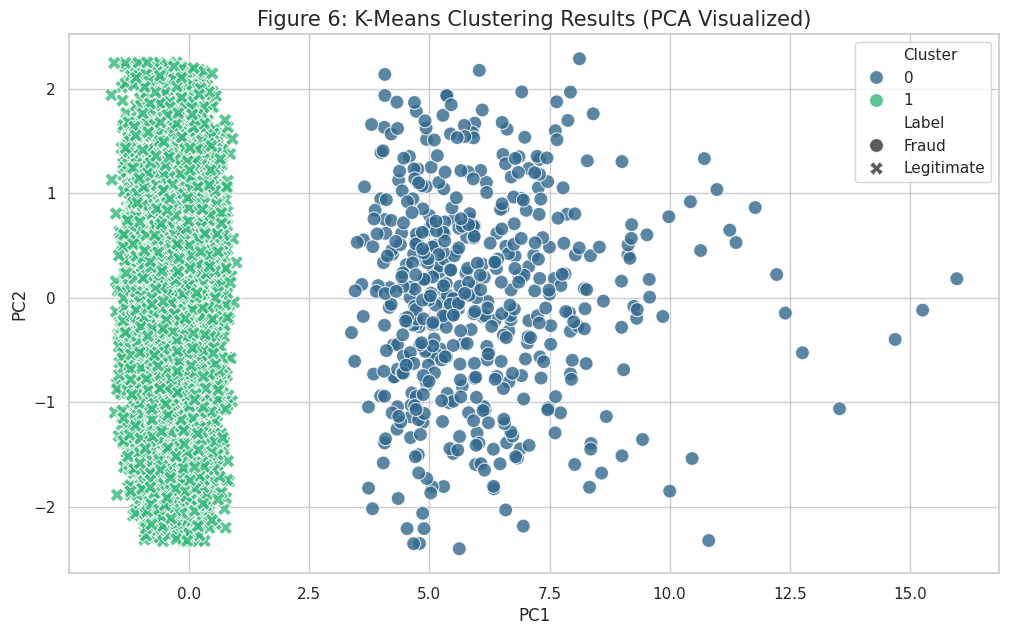 Figure 6: K-Means Clustering Results (PCA Visualized)
Cluster
0
1
Label
Fraud
Legitimate
2
1
0
−1
−2
PC2
0.0 2.5 5.0 7.5 10.0 12.5 15.0
PC1